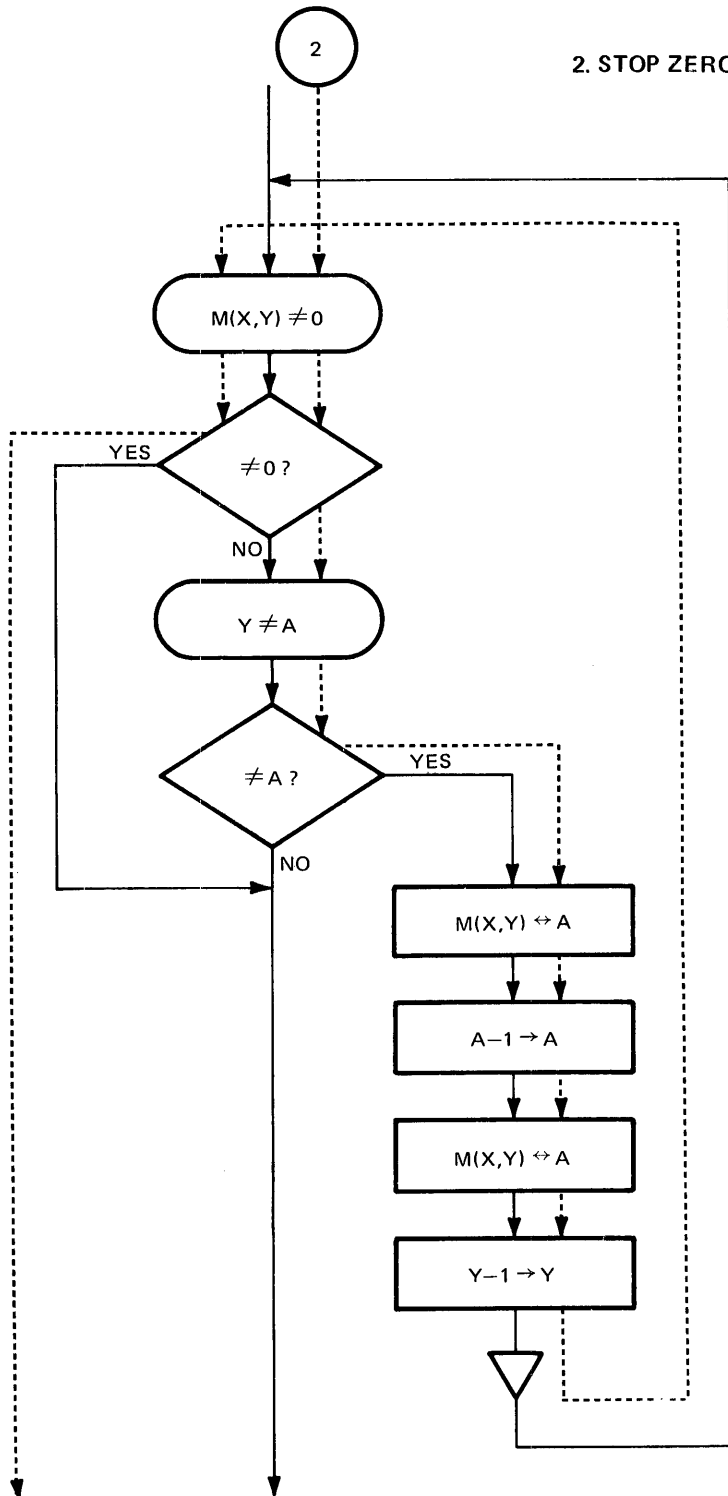 2
2. STOP ZERO
M(X,Y) ≠0
YES
≠0 ?
NO
Y ≠A
≠A ?
YES
NO
M(X,Y) ↔ A
A−1 → A
M(X,Y) ↔ A
Y−1 → Y